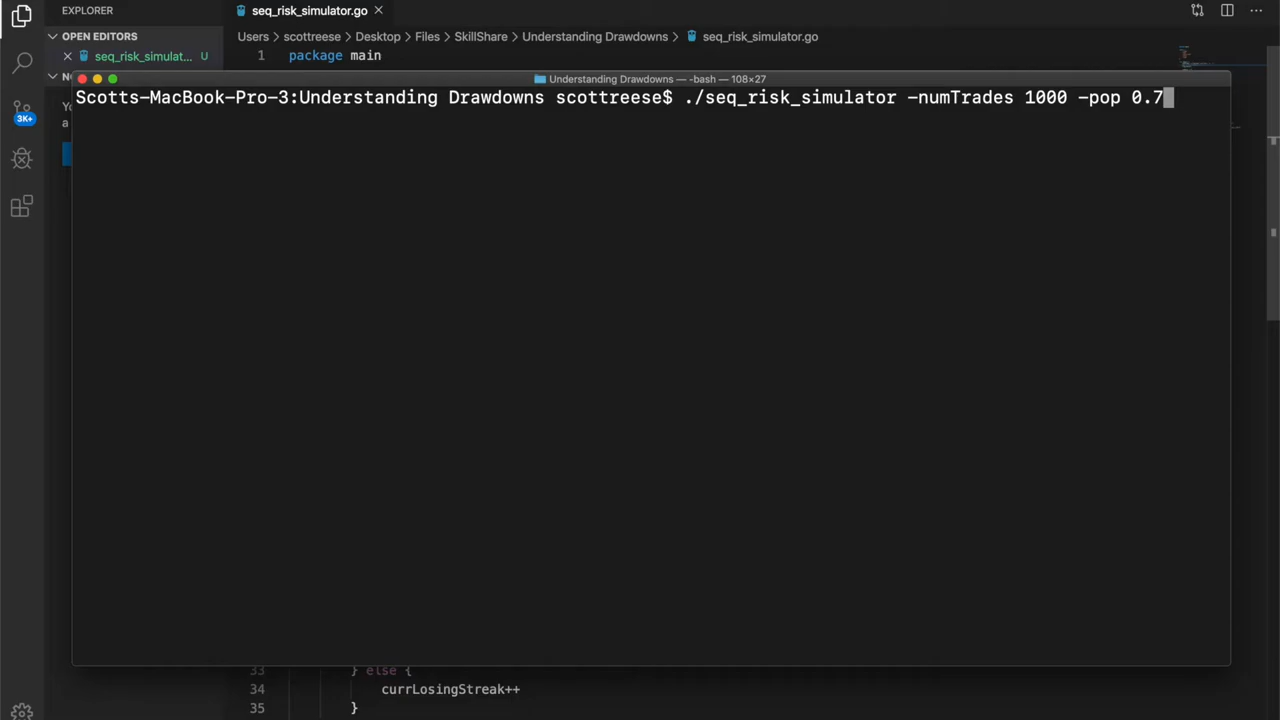 EXPLORER
seq_risk_simulator.go
OPEN EDITORS
seq_risk_simulat... U
Users > scottreese > Desktop > Files > SkillShare > Understanding Drawdowns > seq_risk_simulator.go
1 package main
Understanding Drawdowns — -bash — 108×27
Scotts-MacBook-Pro-3:Understanding Drawdowns scottreese$ ./seq_risk_simulator -numTrades 1000 -pop 0.7
3K+
33 } else {
34 currLosingStreak++
35 }